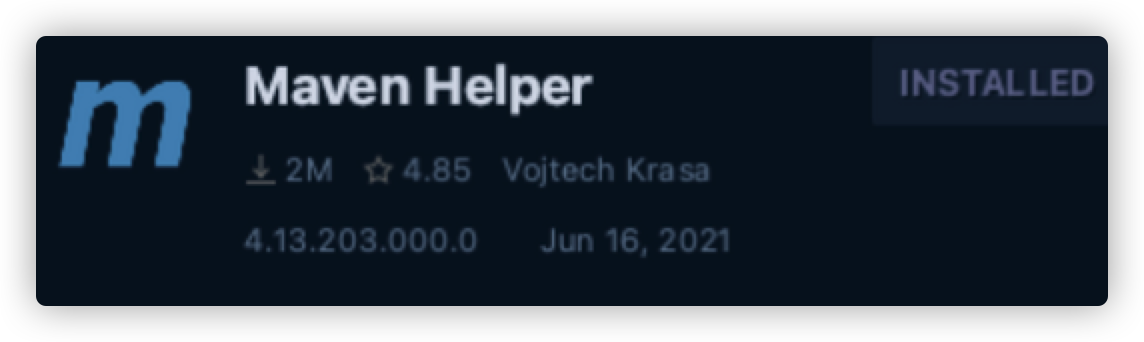 m
Maven Helper
INSTALLED
2M 4.85 Vojtech Krasa
4.13.203.000.0 Jun 16, 2021